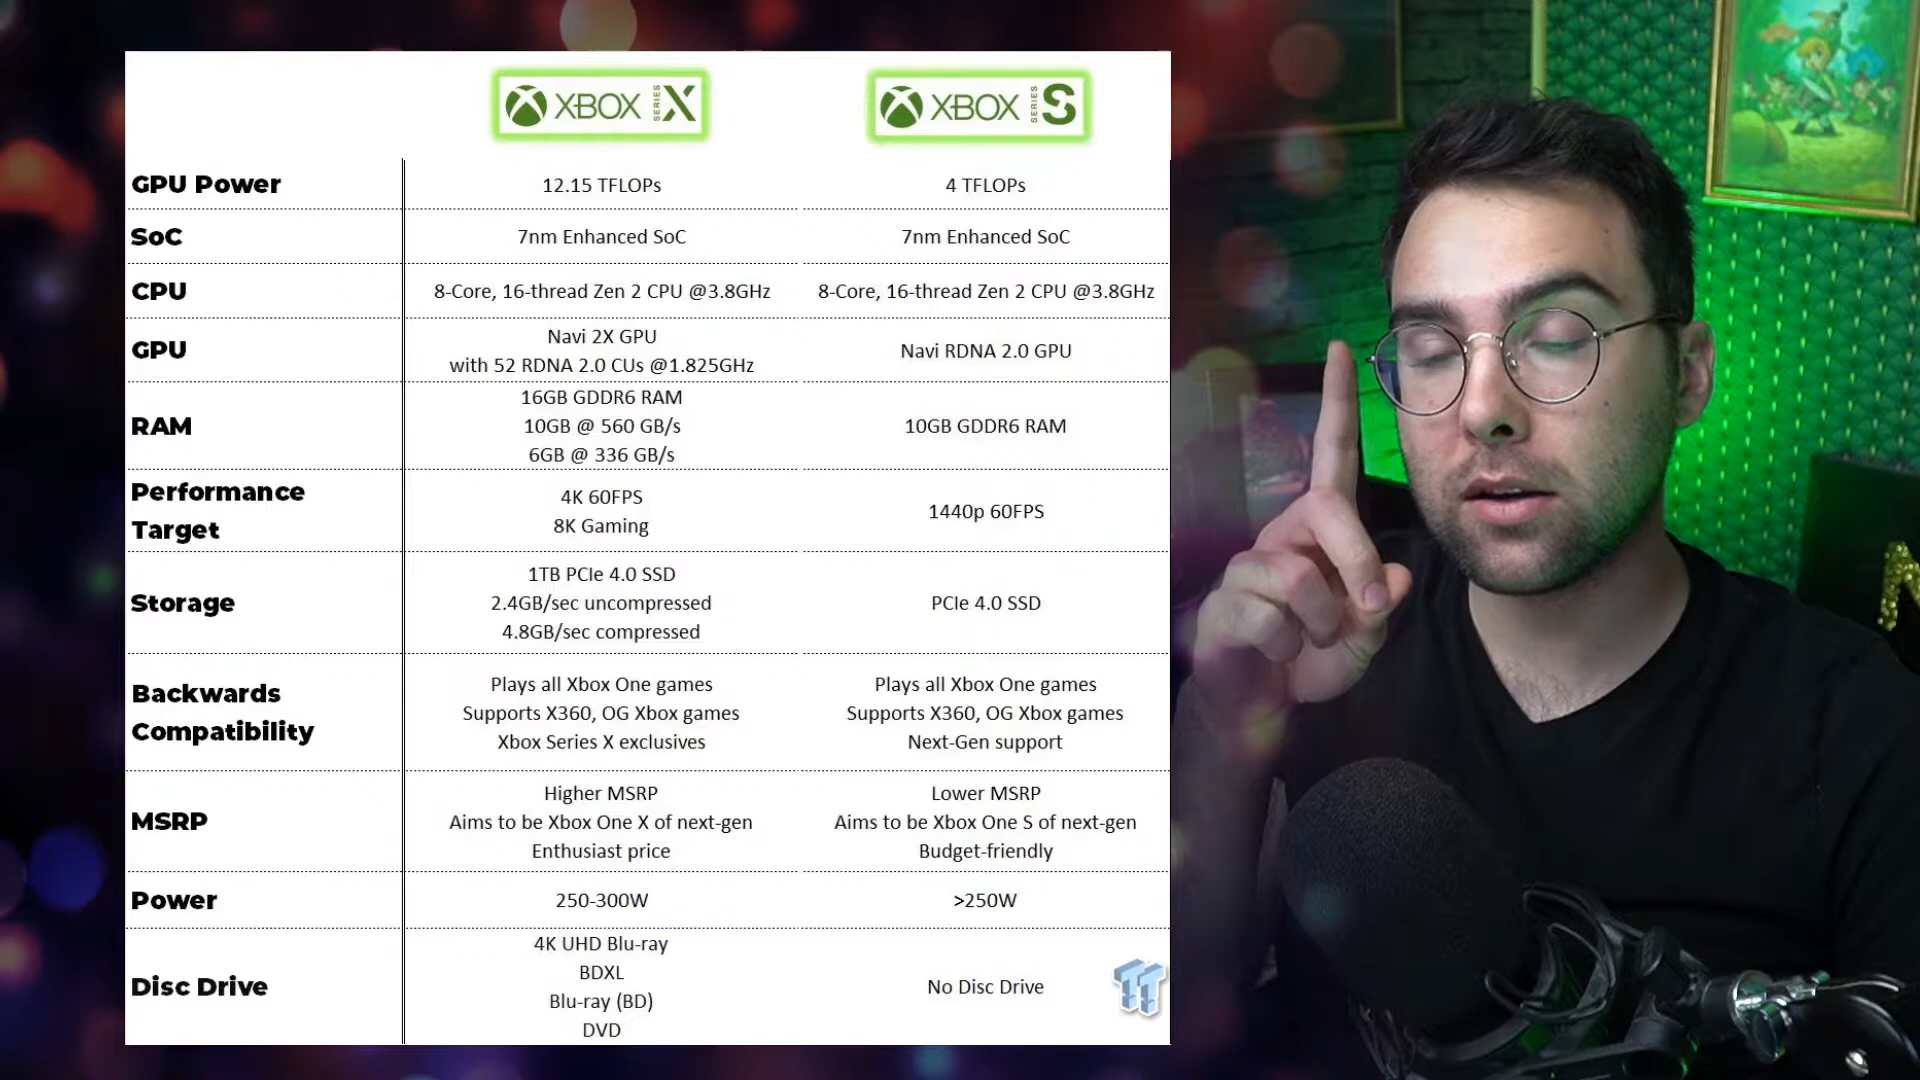 XBOX SERIES X
XBOX SERIES S
GPU Power
12.15 TFLOPs
4 TFLOPs
SoC
7nm Enhanced SoC
7nm Enhanced SoC
CPU
8-Core, 16-thread Zen 2 CPU @3.8GHz
8-Core, 16-thread Zen 2 CPU @3.8GHz
GPU
Navi 2X GPU
with 52 RDNA 2.0 CUs @1.825GHz
Navi RDNA 2.0 GPU
RAM
16GB GDDR6 RAM
10GB @ 560 GB/s
6GB @ 336 GB/s
10GB GDDR6 RAM
Performance
Target
4K 60FPS
8K Gaming
1440p 60FPS
Storage
1TB PCIe 4.0 SSD
2.4GB/sec uncompressed
4.8GB/sec compressed
PCIe 4.0 SSD
Backwards
Compatibility
Plays all Xbox One games
Supports X360, OG Xbox games
Xbox Series X exclusives
Plays all Xbox One games
Supports X360, OG Xbox games
Next-Gen support
MSRP
Higher MSRP
Aims to be Xbox One X of next-gen
Enthusiast price
Lower MSRP
Aims to be Xbox One S of next-gen
Budget-friendly
Power
250-300W
>250W
Disc Drive
4K UHD Blu-ray
BDXL
Blu-ray (BD)
DVD
No Disc Drive
TT